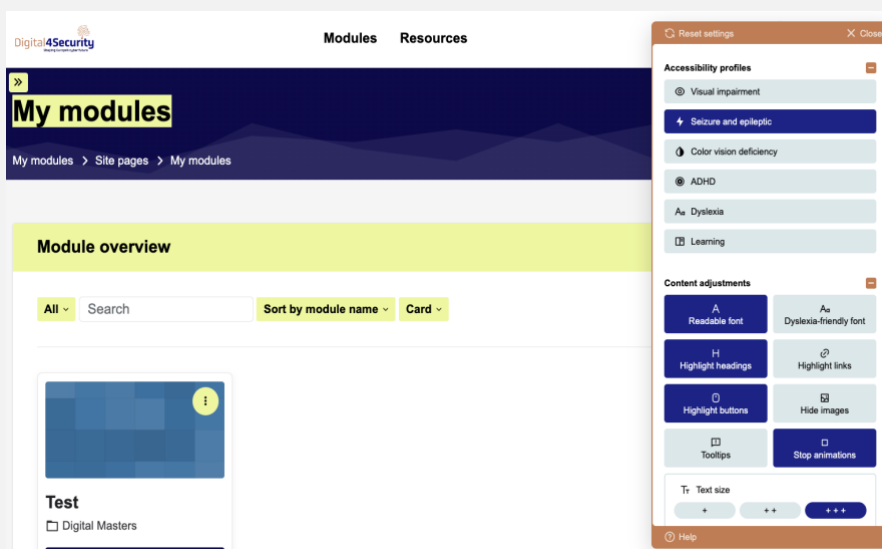 Digital4Security
Modules Resources
»
My modules
My modules > Site pages > My modules
Module overview
All Search Sort by module name Card
Test
Digital Masters
Reset settings Close
Accessibility profiles
Visual impairment
Seizure and epileptic
Color vision deficiency
ADHD
Dyslexia
Learning
Content adjustments
Readable font
Dyslexia-friendly font
Highlight headings
Highlight links
Highlight buttons
Hide images
Tooltips
Stop animations
Text size
+ ++ +++
Help